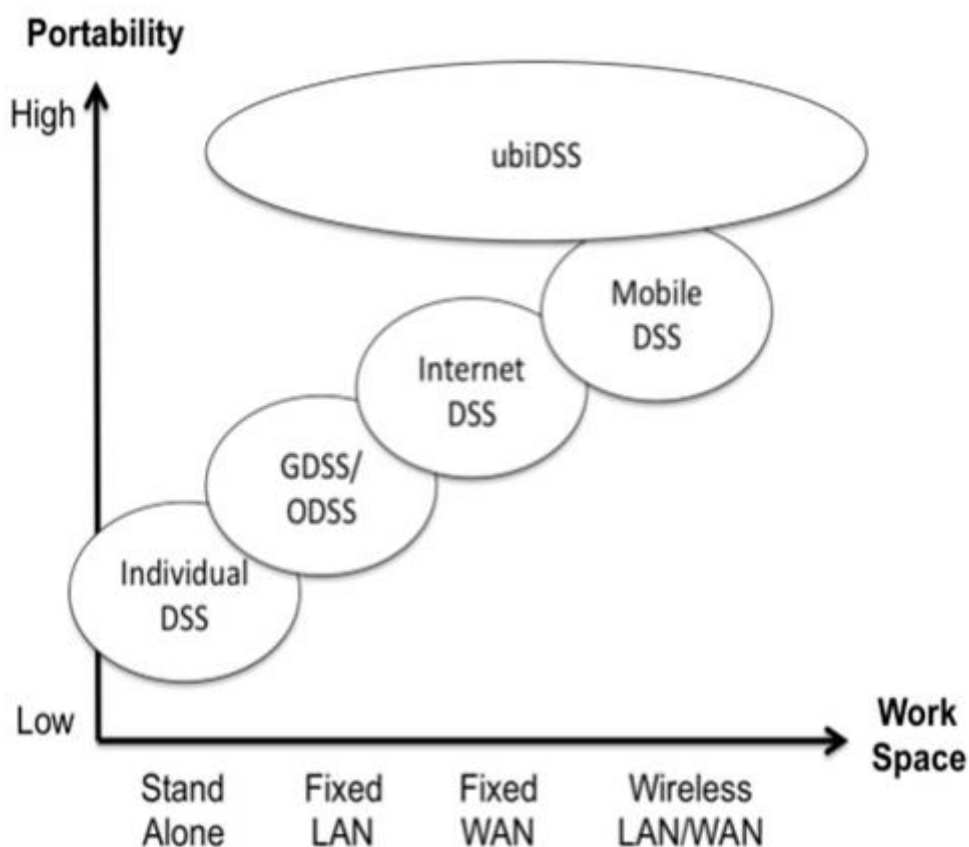 Portability
High
ubiDSS
Mobile
DSS
Internet
DSS
GDSS/
ODSS
Individual
DSS
Low
Work
Space
Stand
Alone
Fixed
LAN
Fixed
WAN
Wireless
LAN/WAN